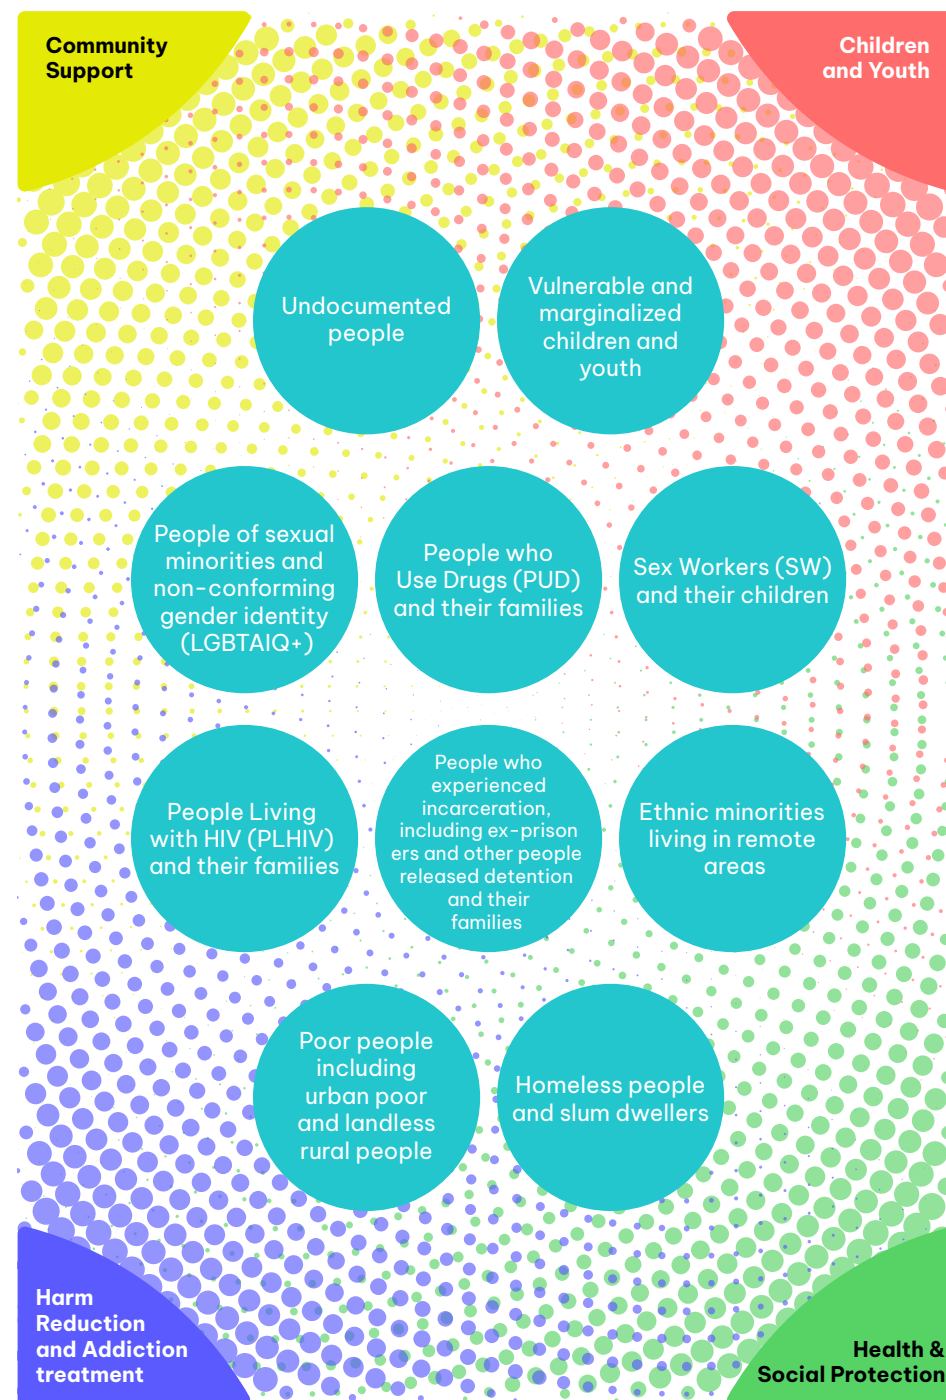 Community
Support
Children
and Youth
Undocumented
people
Vulnerable and
marginalized
children and
youth
People of sexual
minorities and
non-conforming
gender identity
(LGBTAIQ+)
People who
Use Drugs (PUD)
and their families
Sex Workers (SW)
and their children
People Living
with HIV (PLHIV)
and their families
People who
experienced
incarceration,
including ex-prison
ers and other people
released detention
and their
families
Ethnic minorities
living in remote
areas
Poor people
including
urban poor
and landless
rural people
Homeless people
and slum dwellers
Harm
Reduction
and Addiction
treatment
Health &
Social Protection